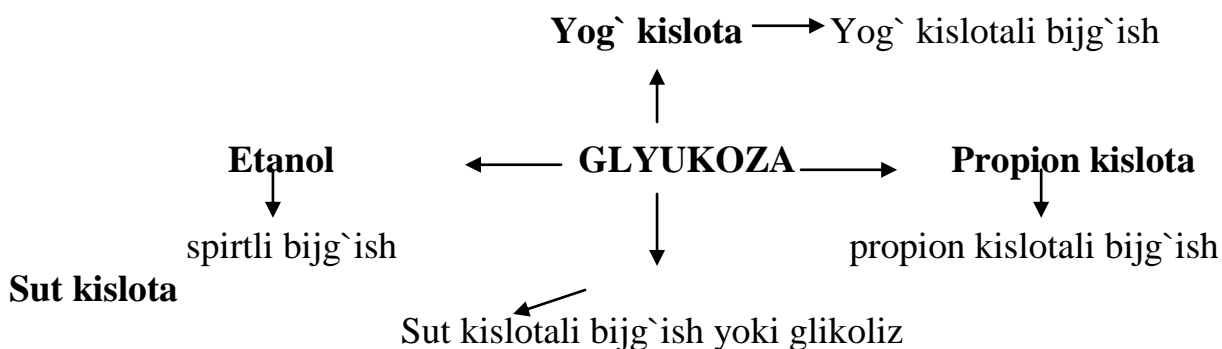 Yog` kislota Yog` kislotali bijg`ish
Etanol GLYUKOZA Propion kislota
spirtli bijg`ish propion kislotali bijg`ish
Sut kislota
Sut kislotali bijg`ish yoki glikoliz